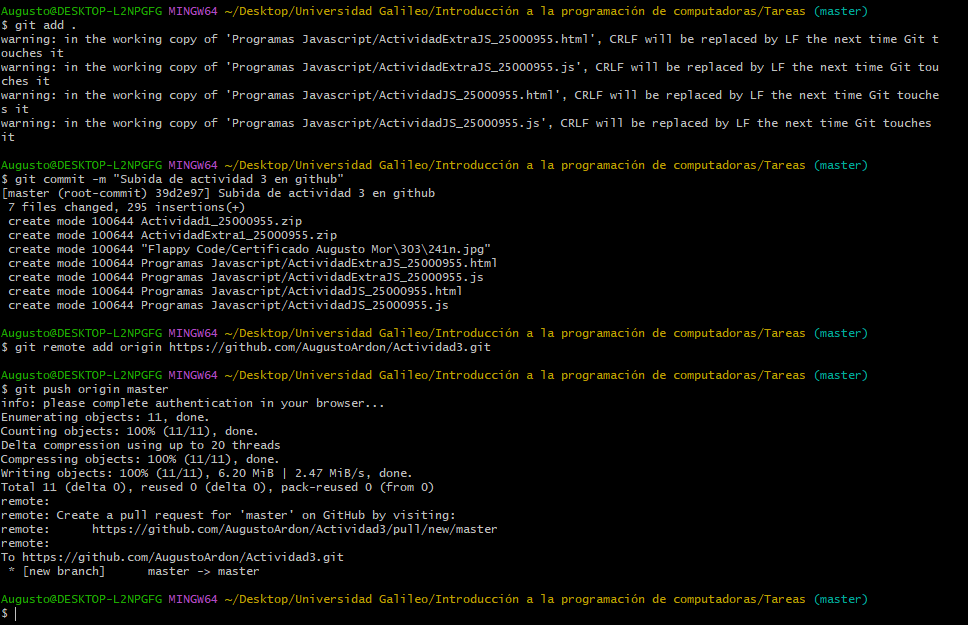 Augusto@DESKTOP-L2NPGFG MINGW64 ~/Desktop/Universidad Galileo/Introducción a la programación de computadoras/Tareas (master)
$ git add .
warning: in the working copy of 'Programas Javascript/ActividadExtraJS_25000955.html', CRLF will be replaced by LF the next time Git t
ouches it
warning: in the working copy of 'Programas Javascript/ActividadExtraJS_25000955.js', CRLF will be replaced by LF the next time Git tou
ches it
warning: in the working copy of 'Programas Javascript/ActividadJS_25000955.html', CRLF will be replaced by LF the next time Git touche
s it
warning: in the working copy of 'Programas Javascript/ActividadJS_25000955.js', CRLF will be replaced by LF the next time Git touches
it
Augusto@DESKTOP-L2NPGFG MINGW64 ~/Desktop/Universidad Galileo/Introducción a la programación de computadoras/Tareas (master)
$ git commit -m "Subida de actividad 3 en github"
[master (root-commit) 39d2e97] Subida de actividad 3 en github
 7 files changed, 295 insertions(+)
 create mode 100644 Actividad1_25000955.zip
 create mode 100644 ActividadExtra1_25000955.zip
 create mode 100644 "Flappy Code/Certificado Augusto Mor\303\241n.jpg"
 create mode 100644 Programas Javascript/ActividadExtraJS_25000955.html
 create mode 100644 Programas Javascript/ActividadExtraJS_25000955.js
 create mode 100644 Programas Javascript/ActividadJS_25000955.html
 create mode 100644 Programas Javascript/ActividadJS_25000955.js
Augusto@DESKTOP-L2NPGFG MINGW64 ~/Desktop/Universidad Galileo/Introducción a la programación de computadoras/Tareas (master)
$ git remote add origin https://github.com/AugustoArdon/Actividad3.git
Augusto@DESKTOP-L2NPGFG MINGW64 ~/Desktop/Universidad Galileo/Introducción a la programación de computadoras/Tareas (master)
$ git push origin master
info: please complete authentication in your browser...
Enumerating objects: 11, done.
Counting objects: 100% (11/11), done.
Delta compression using up to 20 threads
Compressing objects: 100% (11/11), done.
Writing objects: 100% (11/11), 6.20 MiB | 2.47 MiB/s, done.
Total 11 (delta 0), reused 0 (delta 0), pack-reused 0 (from 0)
remote:
remote: Create a pull request for 'master' on GitHub by visiting:
remote:      https://github.com/AugustoArdon/Actividad3/pull/new/master
remote:
To https://github.com/AugustoArdon/Actividad3.git
 * [new branch]      master -> master
Augusto@DESKTOP-L2NPGFG MINGW64 ~/Desktop/Universidad Galileo/Introducción a la programación de computadoras/Tareas (master)
$